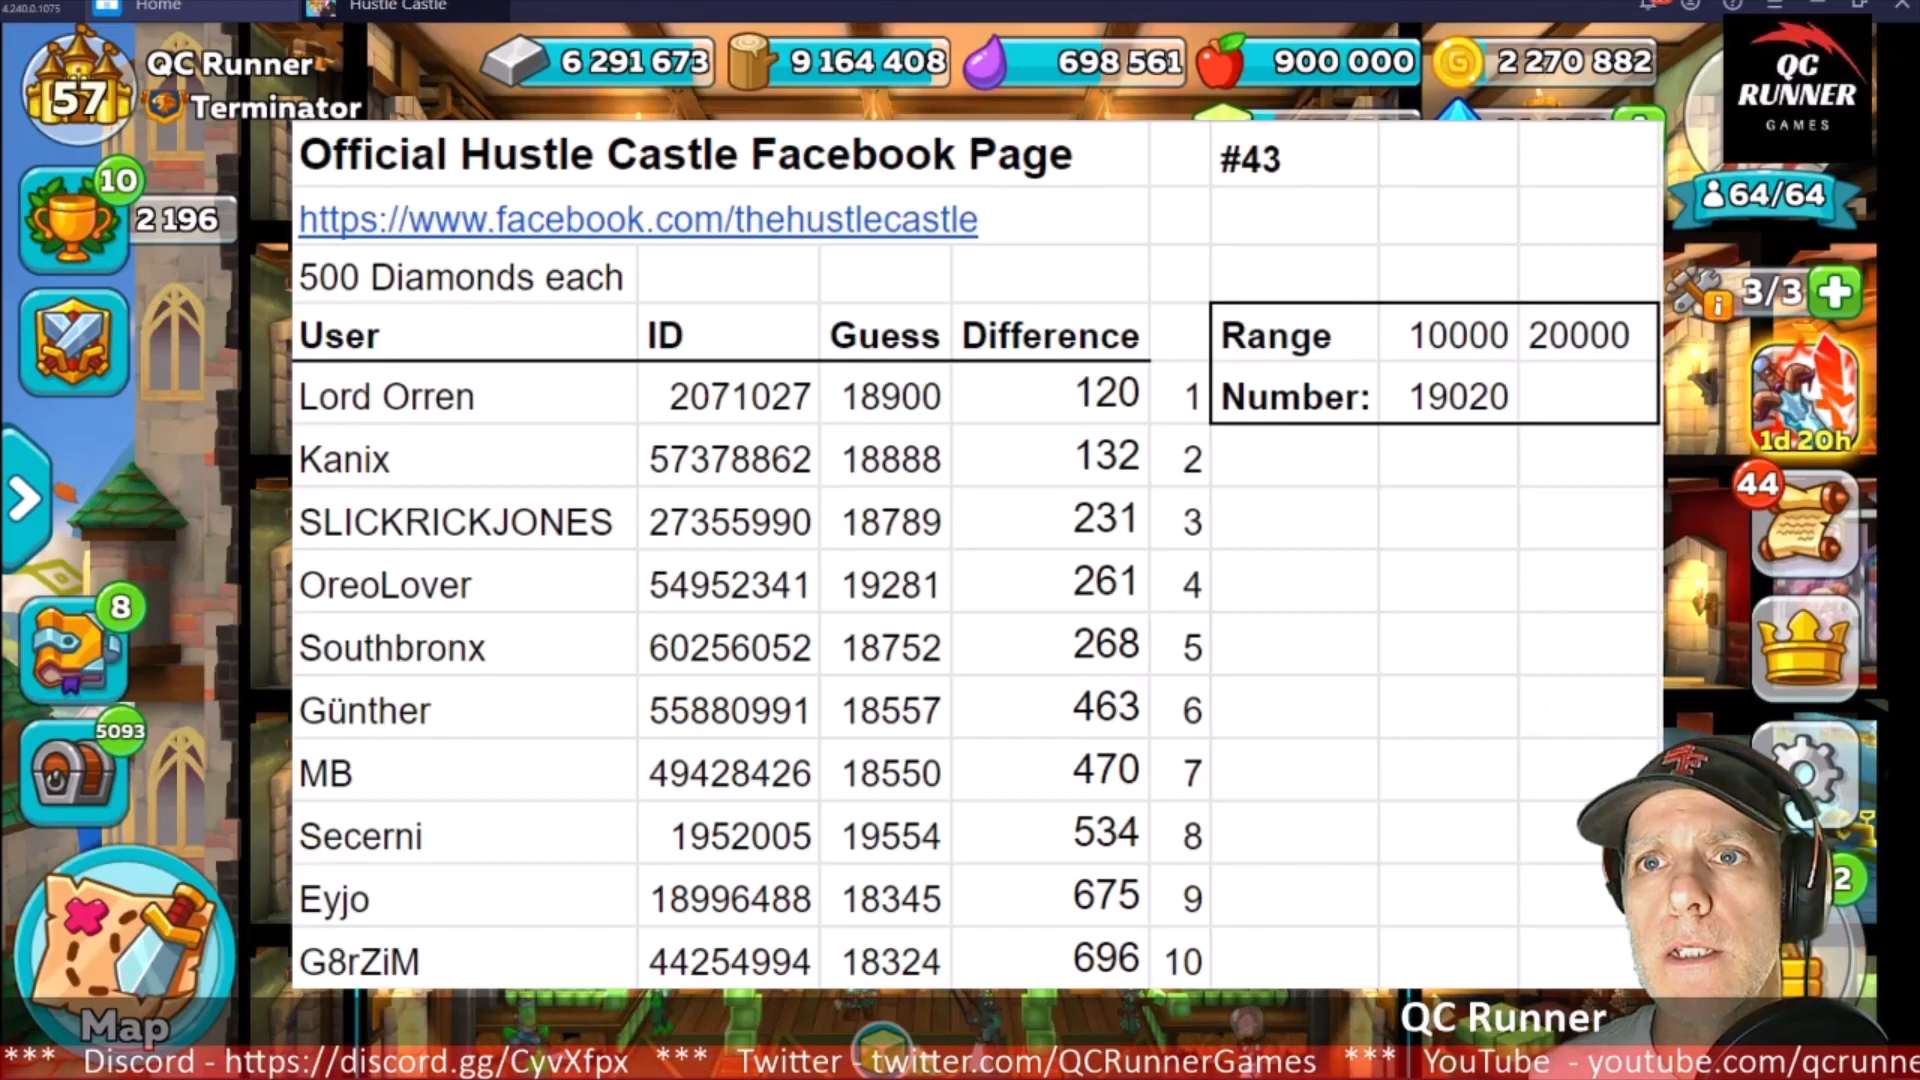 4.240.0.1075 Home Hustle Castle
57 QC Runner
Terminator
6 291 673 9 164 408 698 561 900 000 2 270 882
QC
RUNNER
GAMES
10
2 196
64/64
3/3
1d 20h
44
8
5093
2
Official Hustle Castle Facebook Page #43
https://www.facebook.com/thehustlecastle
500 Diamonds each
User ID Guess Difference Range 10000 20000
Lord Orren 2071027 18900 120 1 Number: 19020
Kanix 57378862 18888 132 2
SLICKRICKJONES 27355990 18789 231 3
OreoLover 54952341 19281 261 4
Southbronx 60256052 18752 268 5
Günther 55880991 18557 463 6
MB 49428426 18550 470 7
Secerni 1952005 19554 534 8
Eyjo 18996488 18345 675 9
G8rZiM 44254994 18324 696 10
Map
QC Runner
*** Discord - https://discord.gg/CyvXfpx *** Twitter - twitter.com/QCRunnerGames *** YouTube - youtube.com/qcrunne